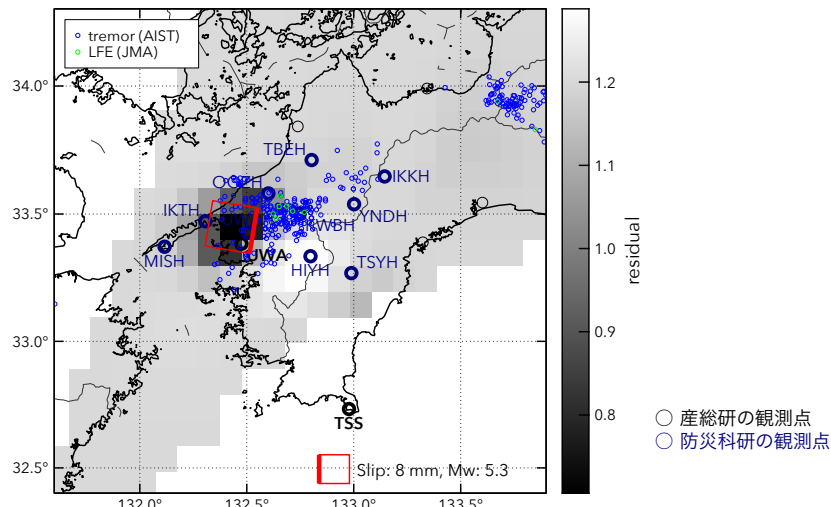 tremor (AIST)
LFE (JMA)
34.0°
33.5°
33.0°
32.5°
TBEH
IKKH
IKTH
YNDH
KWBH
MISH
UWA
HIYH
TSYH
TSS
Slip: 8 mm, Mw: 5.3
132.0°
132.5°
133.0°
133.5°
1.2
1.1
1.0
0.9
0.8
residual
産総研の観測点
防災科研の観測点